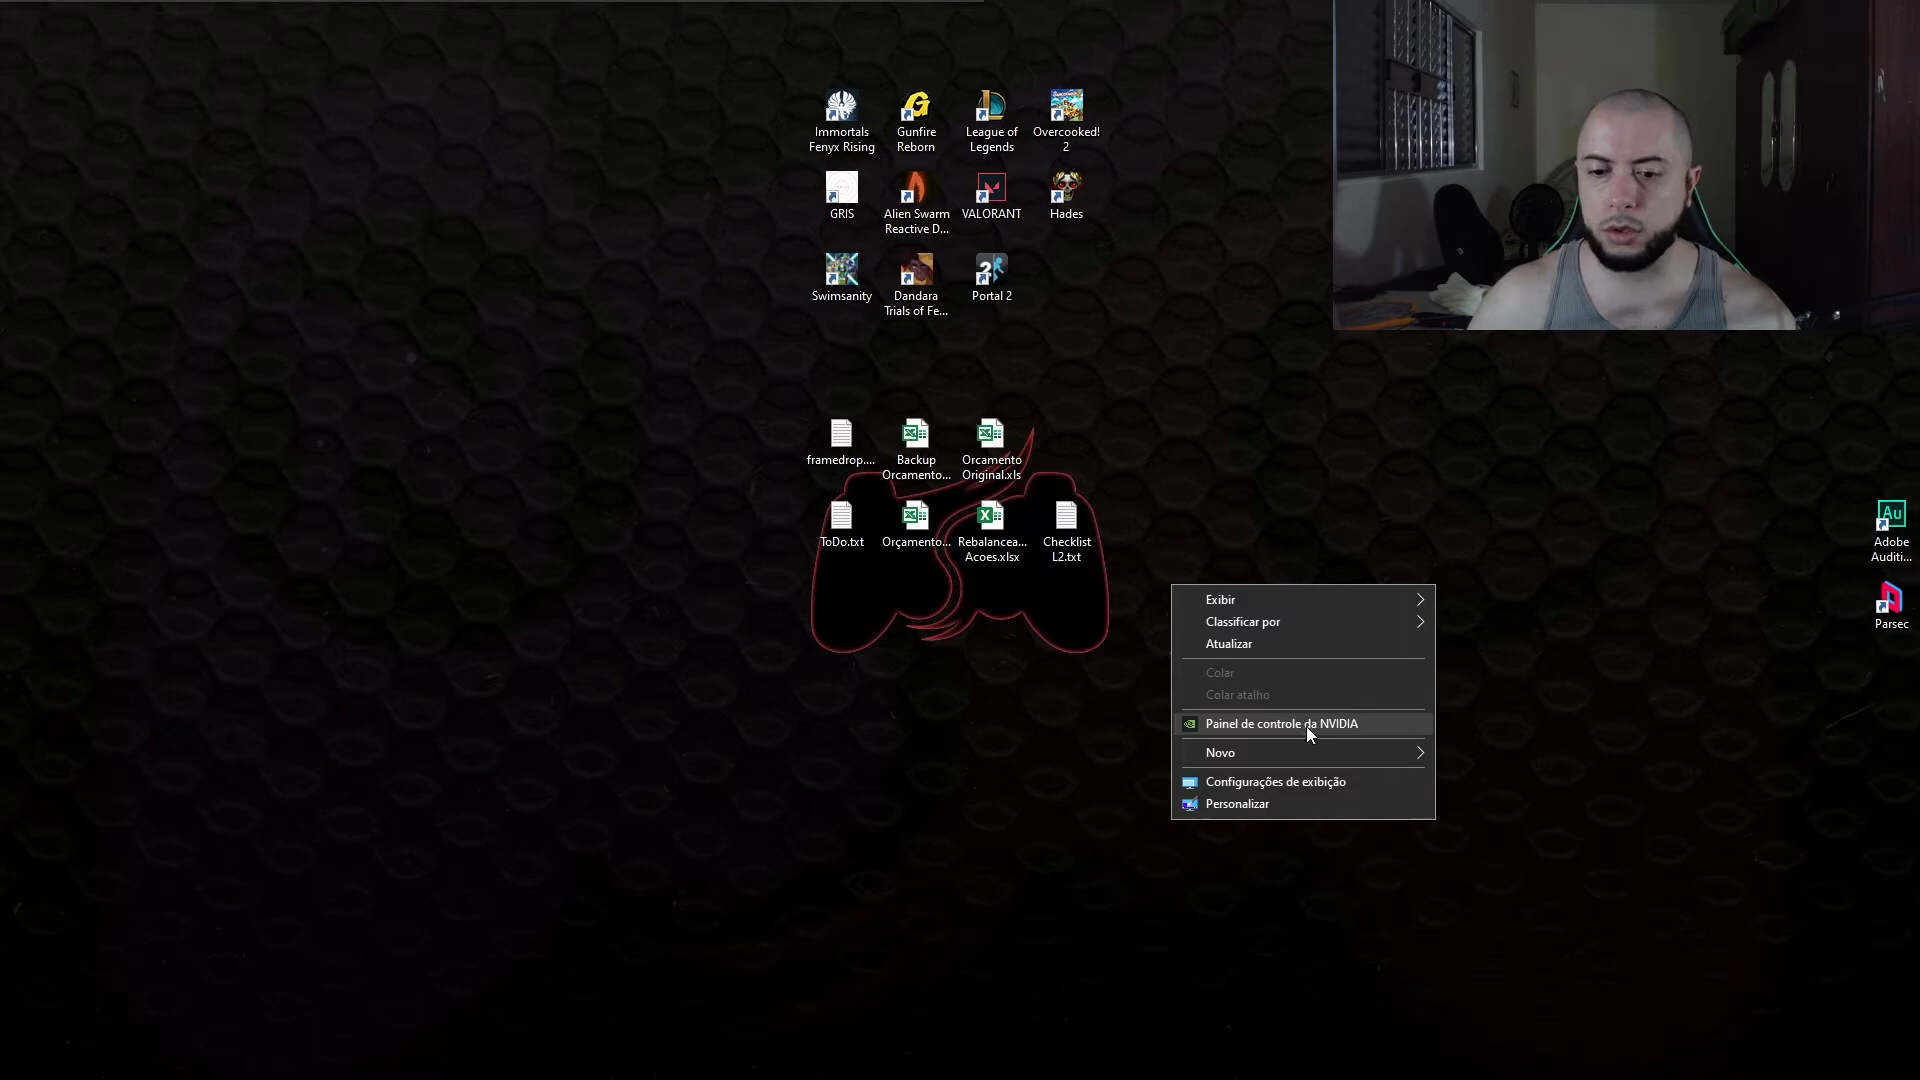 Immortals
Fenyx Rising
Gunfire
Reborn
League of
Legends
Overcooked!
2
GRIS
Alien Swarm
Reactive D...
VALORANT
Hades
Swimsanity
Dandara
Trials of Fe...
Portal 2
framedrop....
Backup
Orcamento...
Orcamento
Original.xls
ToDo.txt
Orçamento...
Rebalancea...
Acoes.xlsx
Checklist
L2.txt
Au
Adobe
Auditi...
Parsec
Exibir
Classificar por
Atualizar
Colar
Colar atalho
Painel de controle da NVIDIA
Novo
Configurações de exibição
Personalizar